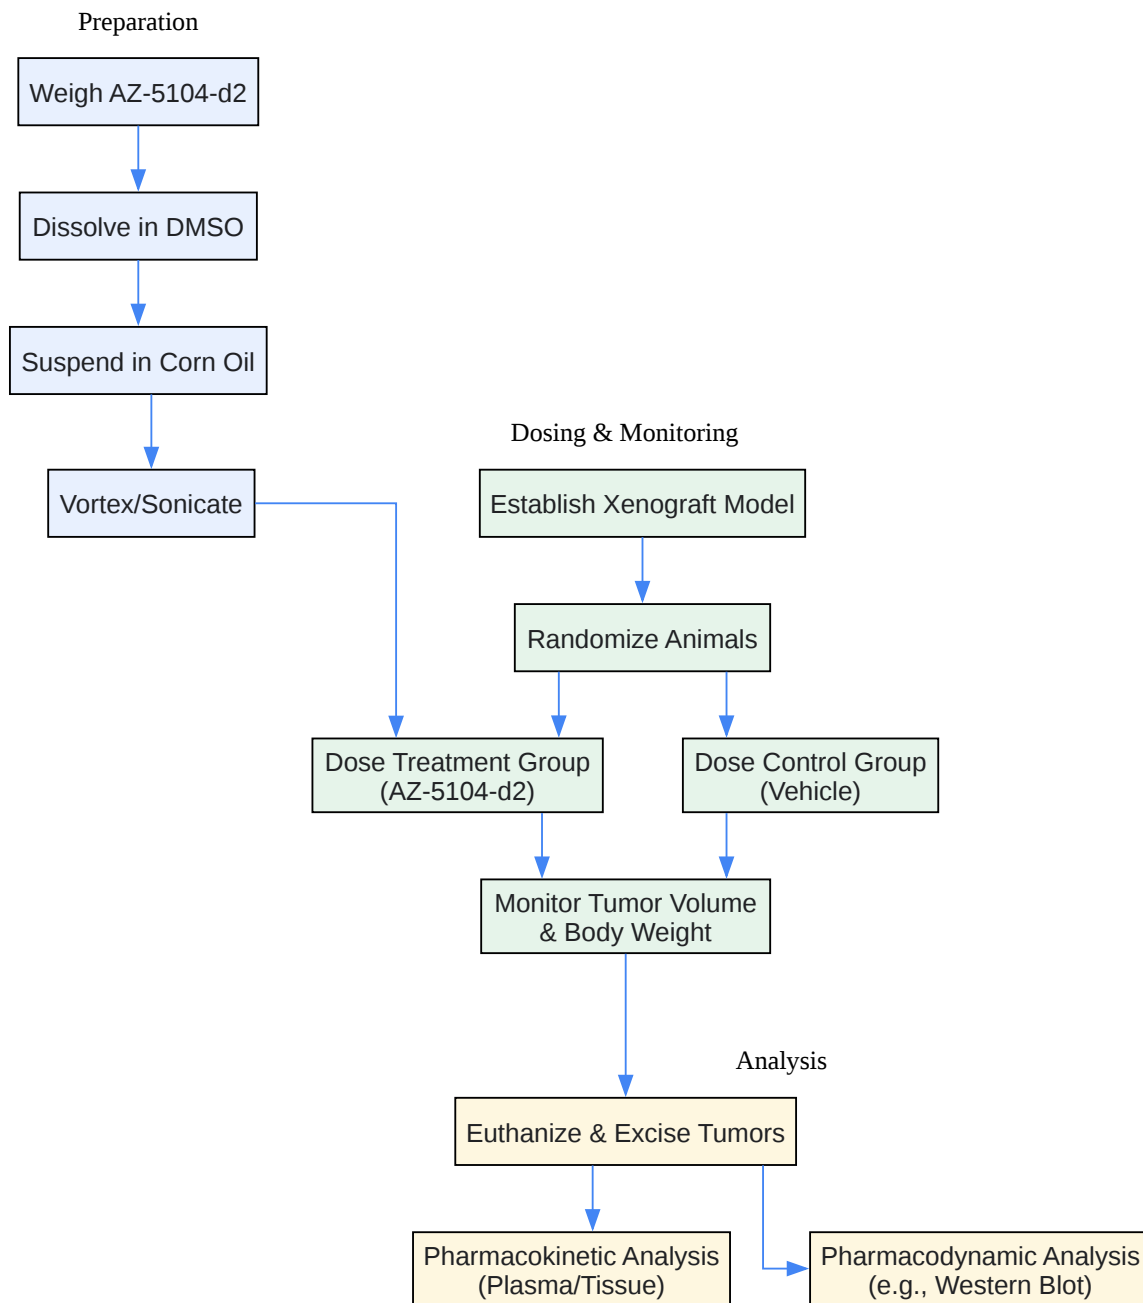 Preparation
Weigh AZ-5104-d2
Dissolve in DMSO
Suspend in Corn Oil
Vortex/Sonicate
Dosing & Monitoring
Establish Xenograft Model
Randomize Animals
Dose Treatment Group
(AZ-5104-d2)
Dose Control Group
(Vehicle)
Monitor Tumor Volume
& Body Weight
Analysis
Euthanize & Excise Tumors
Pharmacokinetic Analysis
(Plasma/Tissue)
Pharmacodynamic Analysis
(e.g., Western Blot)